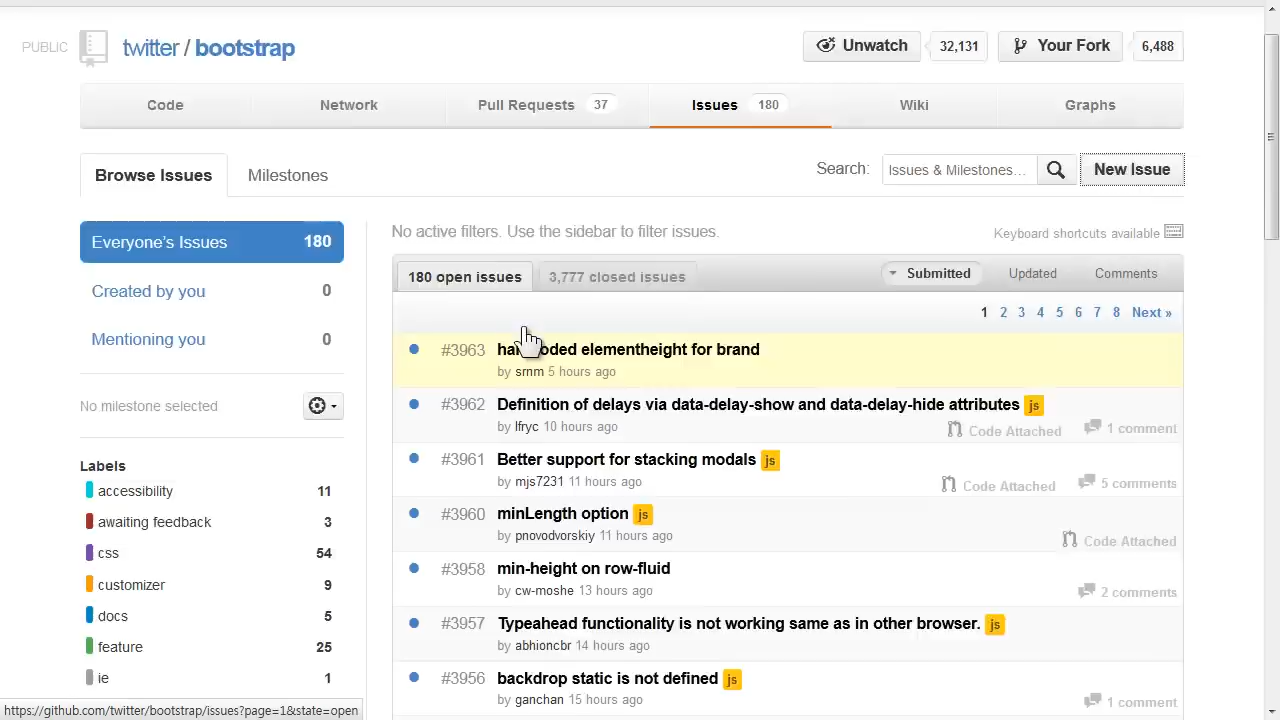 PUBLIC twitter / bootstrap Unwatch 32,131 Your Fork 6,488
Code Network Pull Requests 37 Issues 180 Wiki Graphs
Browse Issues Milestones Search: Issues & Milestones... New Issue
Everyone's Issues 180
Created by you 0
Mentioning you 0
No milestone selected
Labels
accessibility 11
awaiting feedback 3
css 54
customizer 9
docs 5
feature 25
ie 1
No active filters. Use the sidebar to filter issues. Keyboard shortcuts available
180 open issues 3,777 closed issues Submitted Updated Comments
1 2 3 4 5 6 7 8 Next »
#3963 elementheight for brand
by srnm 5 hours ago
#3962 Definition of delays via data-delay-show and data-delay-hide attributes js
by lfryc 10 hours ago Code Attached 1 comment
#3961 Better support for stacking modals js
by mjs7231 11 hours ago Code Attached 5 comments
#3960 minLength option js
by pnovodvorskiy 11 hours ago Code Attached
#3958 min-height on row-fluid
by cw-moshe 13 hours ago 2 comments
#3957 Typeahead functionality is not working same as in other browser. js
by abhioncbr 14 hours ago
#3956 backdrop static is not defined js
by ganchan 15 hours ago 1 comment
https://github.com/twitter/bootstrap/issues?page=1&state=open